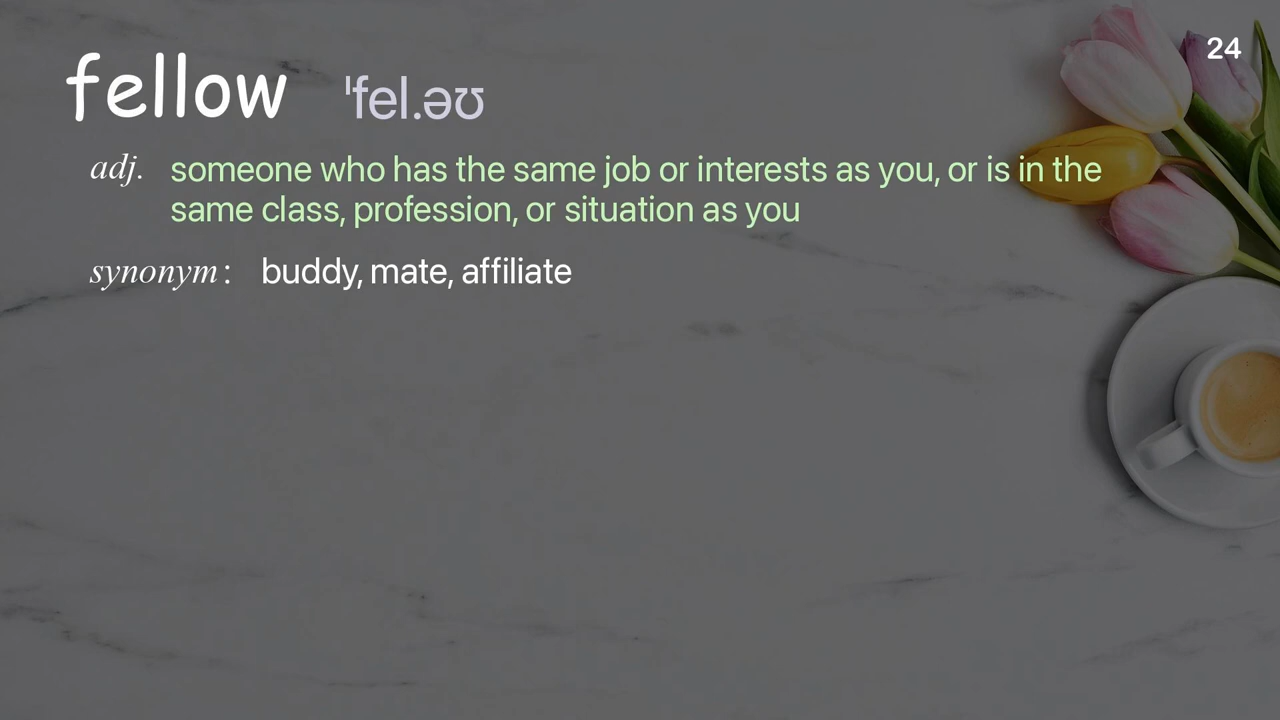 24
fellow ˈfel.əʊ
adj. someone who has the same job or interests as you, or is in the
same class, profession, or situation as you
synonym: buddy, mate, affiliate